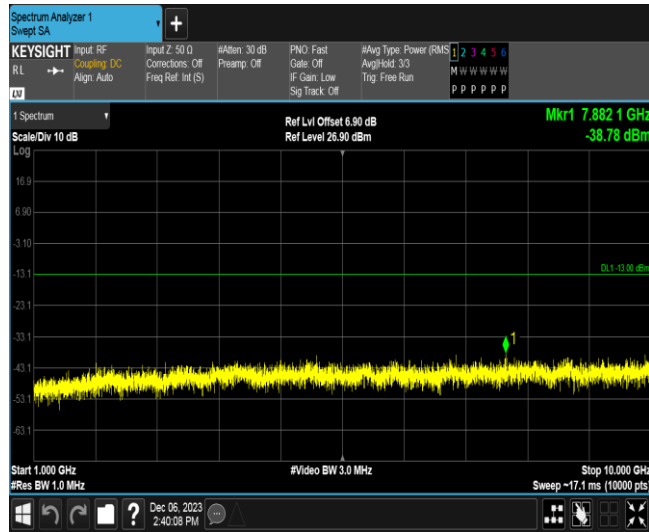 Spectrum Analyzer 1
Swept SA
+
KEYSIGHT
RL
LXI
Input: RF
Coupling: DC
Align: Auto
Input Z: 50 Ω
Corrections: Off
Freq Ref: Int (S)
#Atten: 30 dB
Preamp: Off
PNO: Fast
Gate: Off
IF Gain: Low
Sig Track: Off
#Avg Type: Power (RMS
Avg|Hold: 3/3
Trig: Free Run
1 2 3 4 5 6
M W W W W W
P P P P P P
1 Spectrum
Scale/Div 10 dB
Log
Ref Lvl Offset 6.90 dB
Ref Level 26.90 dBm
Mkr1 7.882 1 GHz
-38.78 dBm
16.9
6.90
-3.10
-13.1
DL1 -13.00 dBm
-23.1
-33.1
1
-43.1
-53.1
-63.1
Start 1.000 GHz
#Res BW 1.0 MHz
#Video BW 3.0 MHz
Stop 10.000 GHz
Sweep ~17.1 ms (10000 pts)
?
Dec 06, 2023
2:40:08 PM